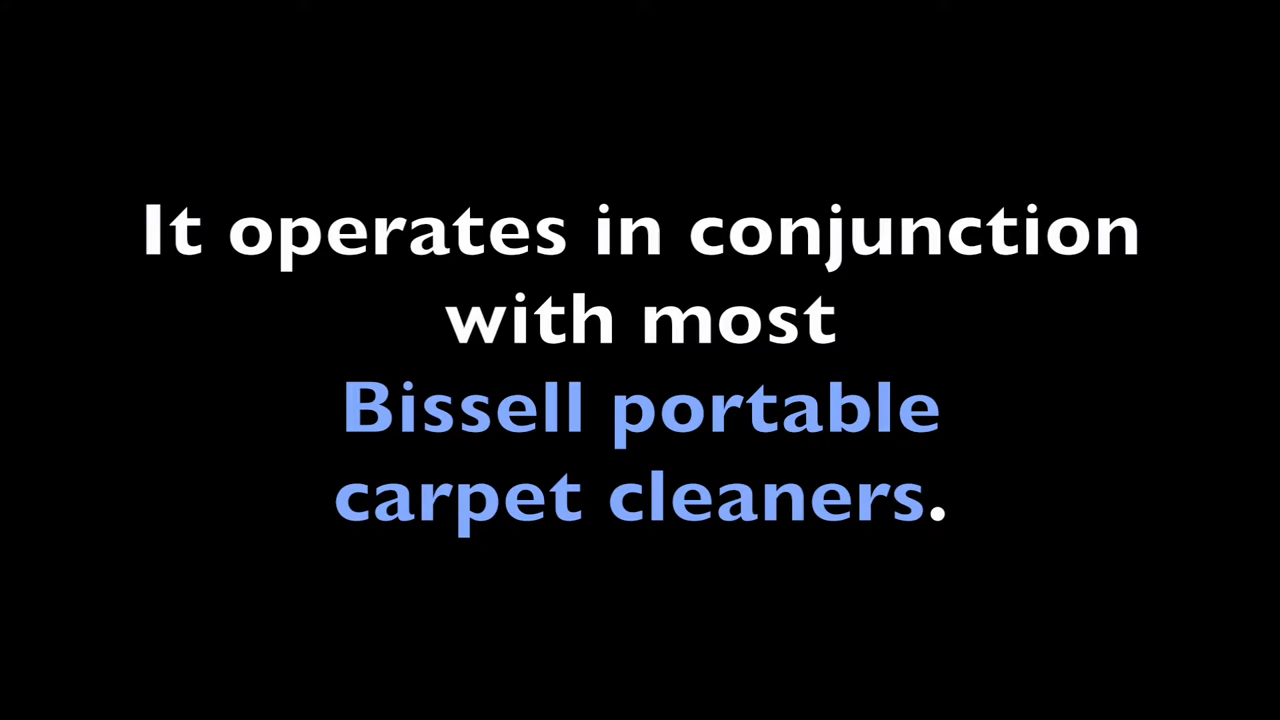 It operates in conjunction
with most
Bissell portable
carpet cleaners.